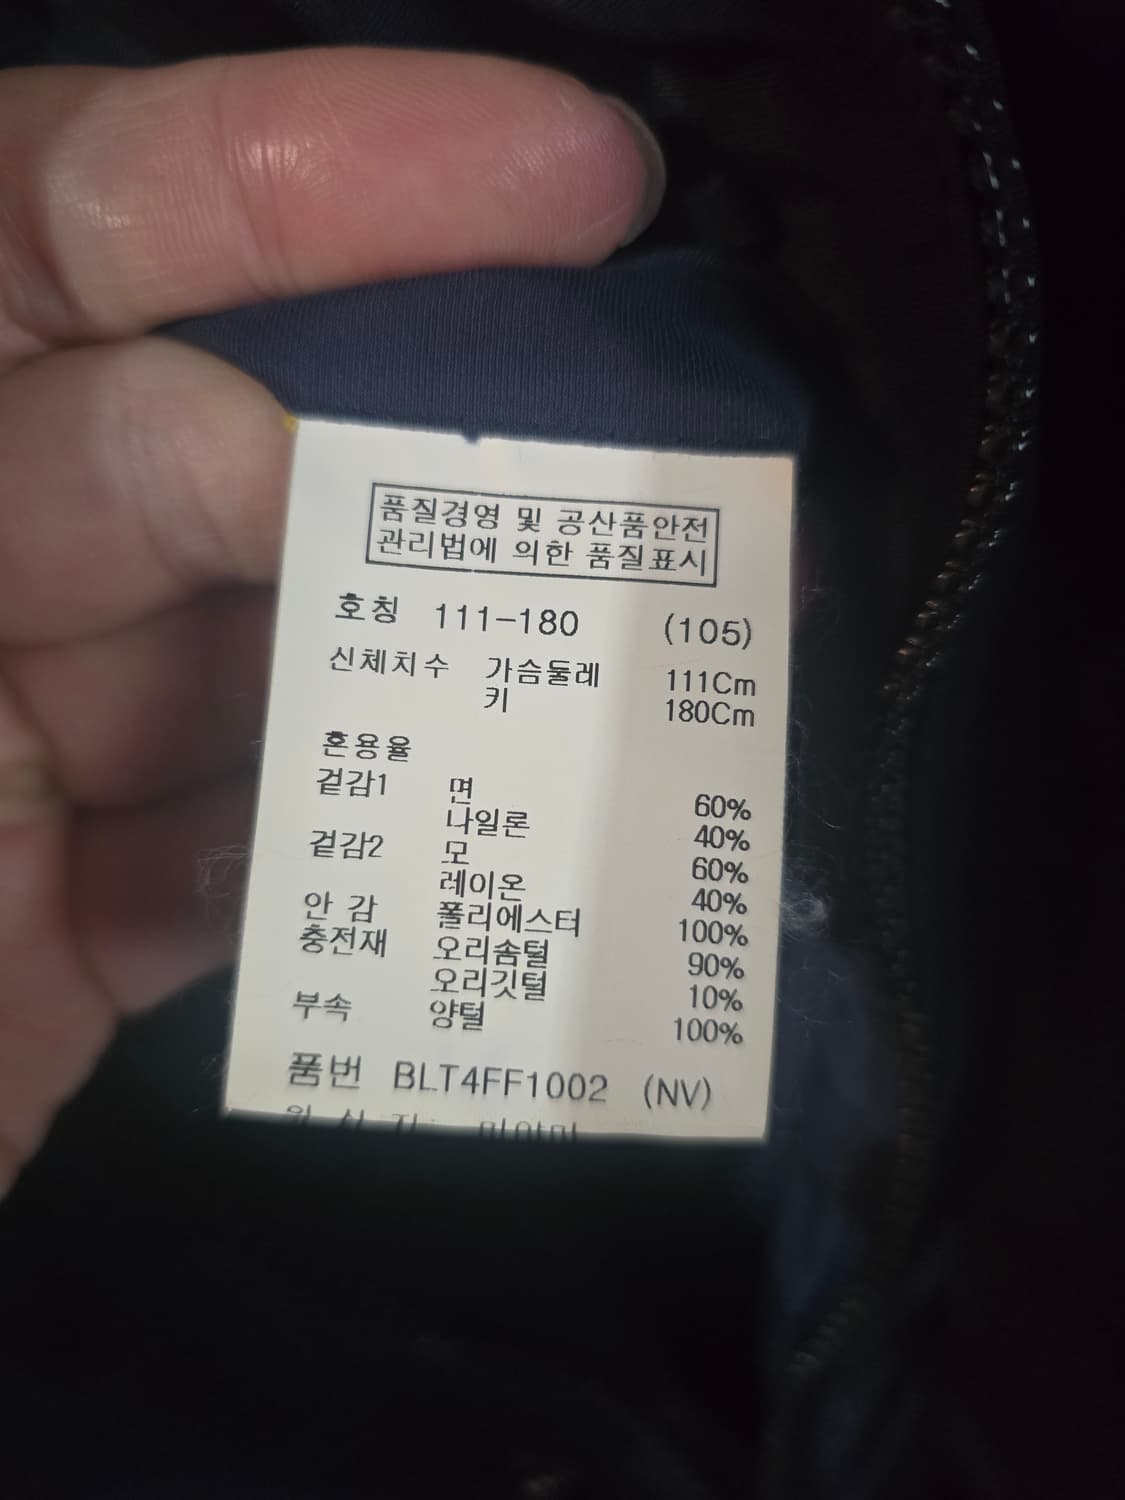 품질경영 및 공산품안전
관리법에 의한 품질표시
호칭 111-180 (105)
신체치수 가슴둘레 111Cm
키 180Cm
혼용율
겉감1 면 60%
나일론 40%
겉감2 모 60%
레이온 40%
안 감 폴리에스터 100%
충전재 오리솜털 90%
오리깃털 10%
부속 양털 100%
품번 BLT4FF1002 (NV)